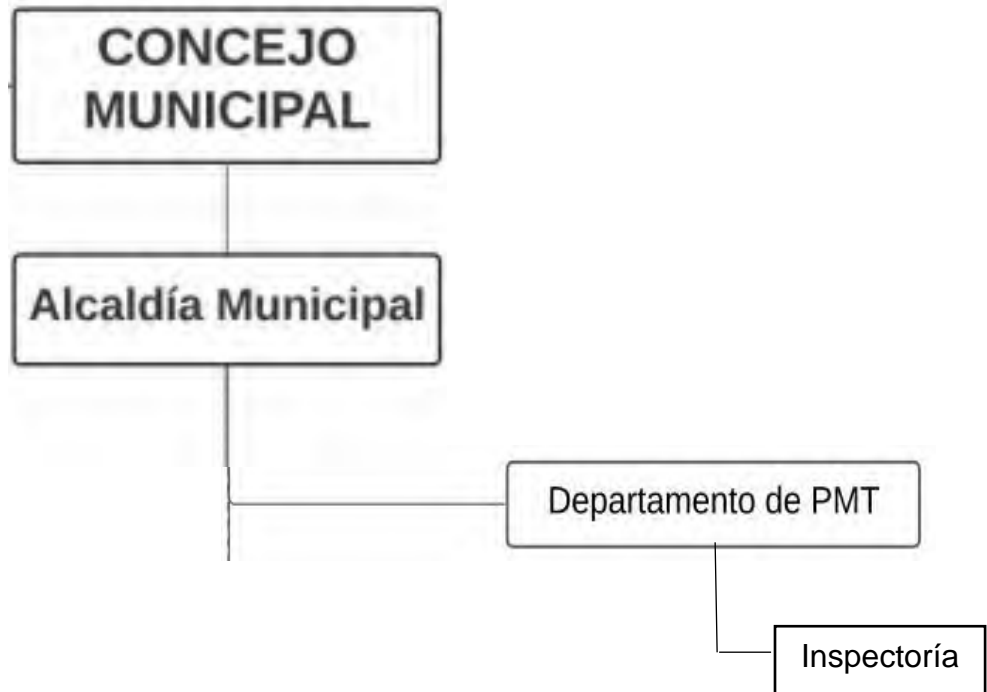 CONCEJO
MUNICIPAL
Alcaldía Municipal
Departamento de PMT
Inspectoría